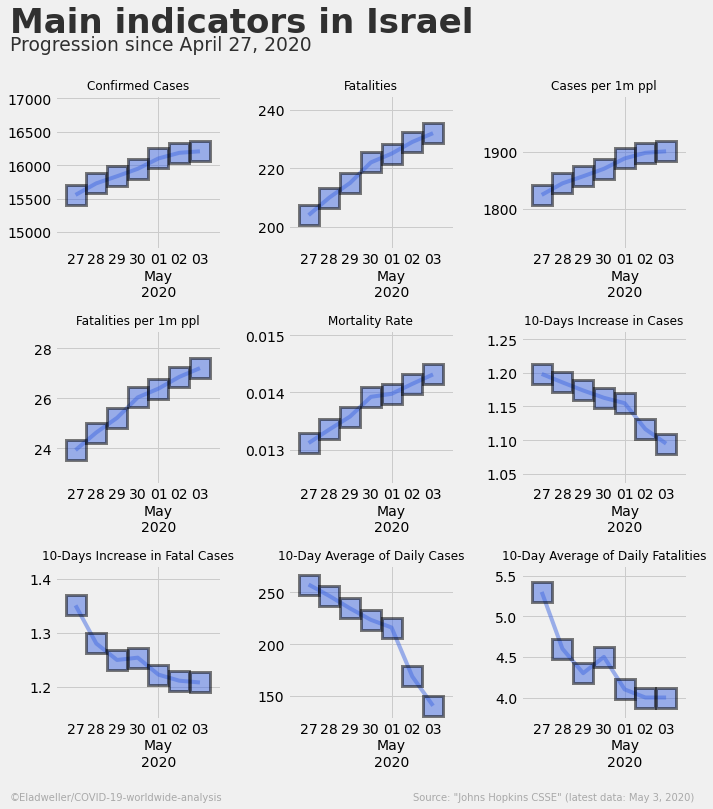 Main indicators in Israel
Progression since April 27, 2020
Confirmed Cases
17000
16500
16000
15500
15000
27 28 29 30 01 02 03
May
2020
Fatalities
240
220
200
27 28 29 30 01 02 03
May
2020
Cases per 1m ppl
1900
1800
27 28 29 30 01 02 03
May
2020
Fatalities per 1m ppl
28
26
24
27 28 29 30 01 02 03
May
2020
Mortality Rate
0.015
0.014
0.013
27 28 29 30 01 02 03
May
2020
10-Days Increase in Cases
1.25
1.20
1.15
1.10
1.05
27 28 29 30 01 02 03
May
2020
10-Days Increase in Fatal Cases
1.4
1.3
1.2
27 28 29 30 01 02 03
May
2020
10-Day Average of Daily Cases
250
200
150
27 28 29 30 01 02 03
May
2020
10-Day Average of Daily Fatalities
5.5
5.0
4.5
4.0
27 28 29 30 01 02 03
May
2020
©Eladweller/COVID-19-worldwide-analysis
Source: "Johns Hopkins CSSE" (latest data: May 3, 2020)